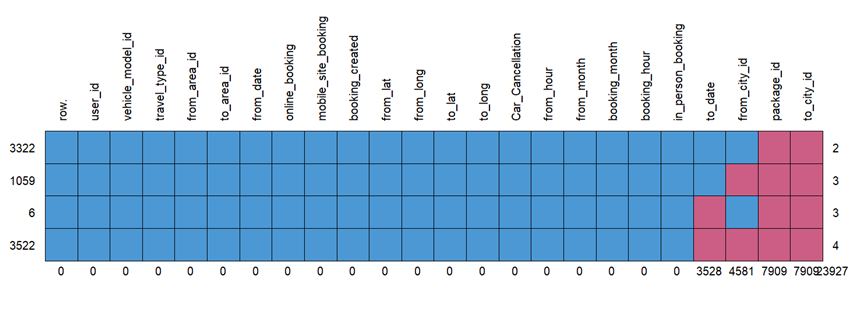 row.
user_id
vehicle_model_id
travel_type_id
from_area_id
to_area_id
from_date
online_booking
mobile_site_booking
booking_created
from_lat
from_long
to_lat
to_long
Car_Cancellation
from_hour
from_month
booking_month
booking_hour
in_person_booking
to_date
from_city_id
package_id
to_city_id
3322 2
1059 3
6 3
3522 4
0 0 0 0 0 0 0 0 0 0 0 0 0 0 0 0 0 0 0 0 3528 4581 7909 7909 23927